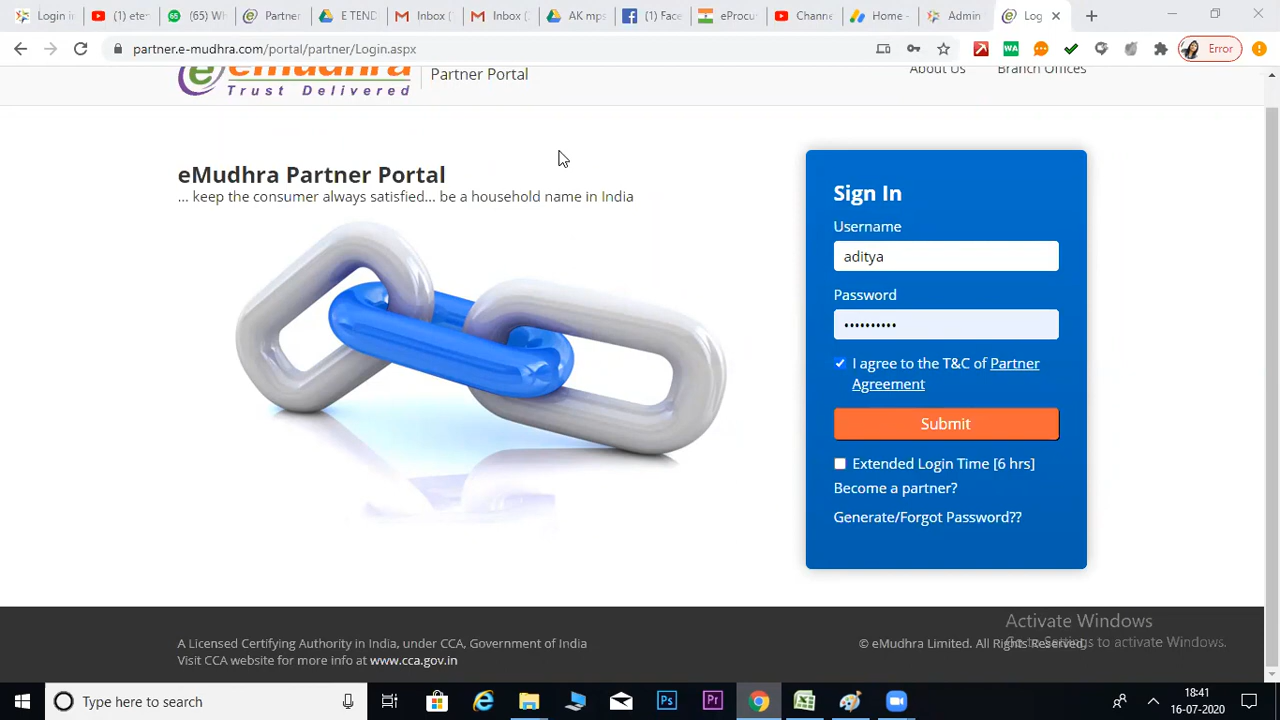 Login in
(1) eter
(65) W
Partner
E TEND
Inbox (
Inbox (
AK mps
(1) Face
eProcu
Channe
Home -
Admin
Log
partner.e-mudhra.com/portal/partner/Login.aspx
Error
eMudhra
Trust Delivered
Partner Portal
About Us
Branch Offices
eMudhra Partner Portal
... keep the consumer always satisfied... be a household name in India
Sign In
Username
aditya
Password
••••••••••
I agree to the T&C of Partner
Agreement
Submit
Extended Login Time [6 hrs]
Become a partner?
Generate/Forgot Password??
A Licensed Certifying Authority in India, under CCA, Government of India
Visit CCA website for more info at www.cca.gov.in
© eMudhra Limited. All Rights Reserved.
Activate Windows
Go to Settings to activate Windows.
Type here to search
18:41
16-07-2020